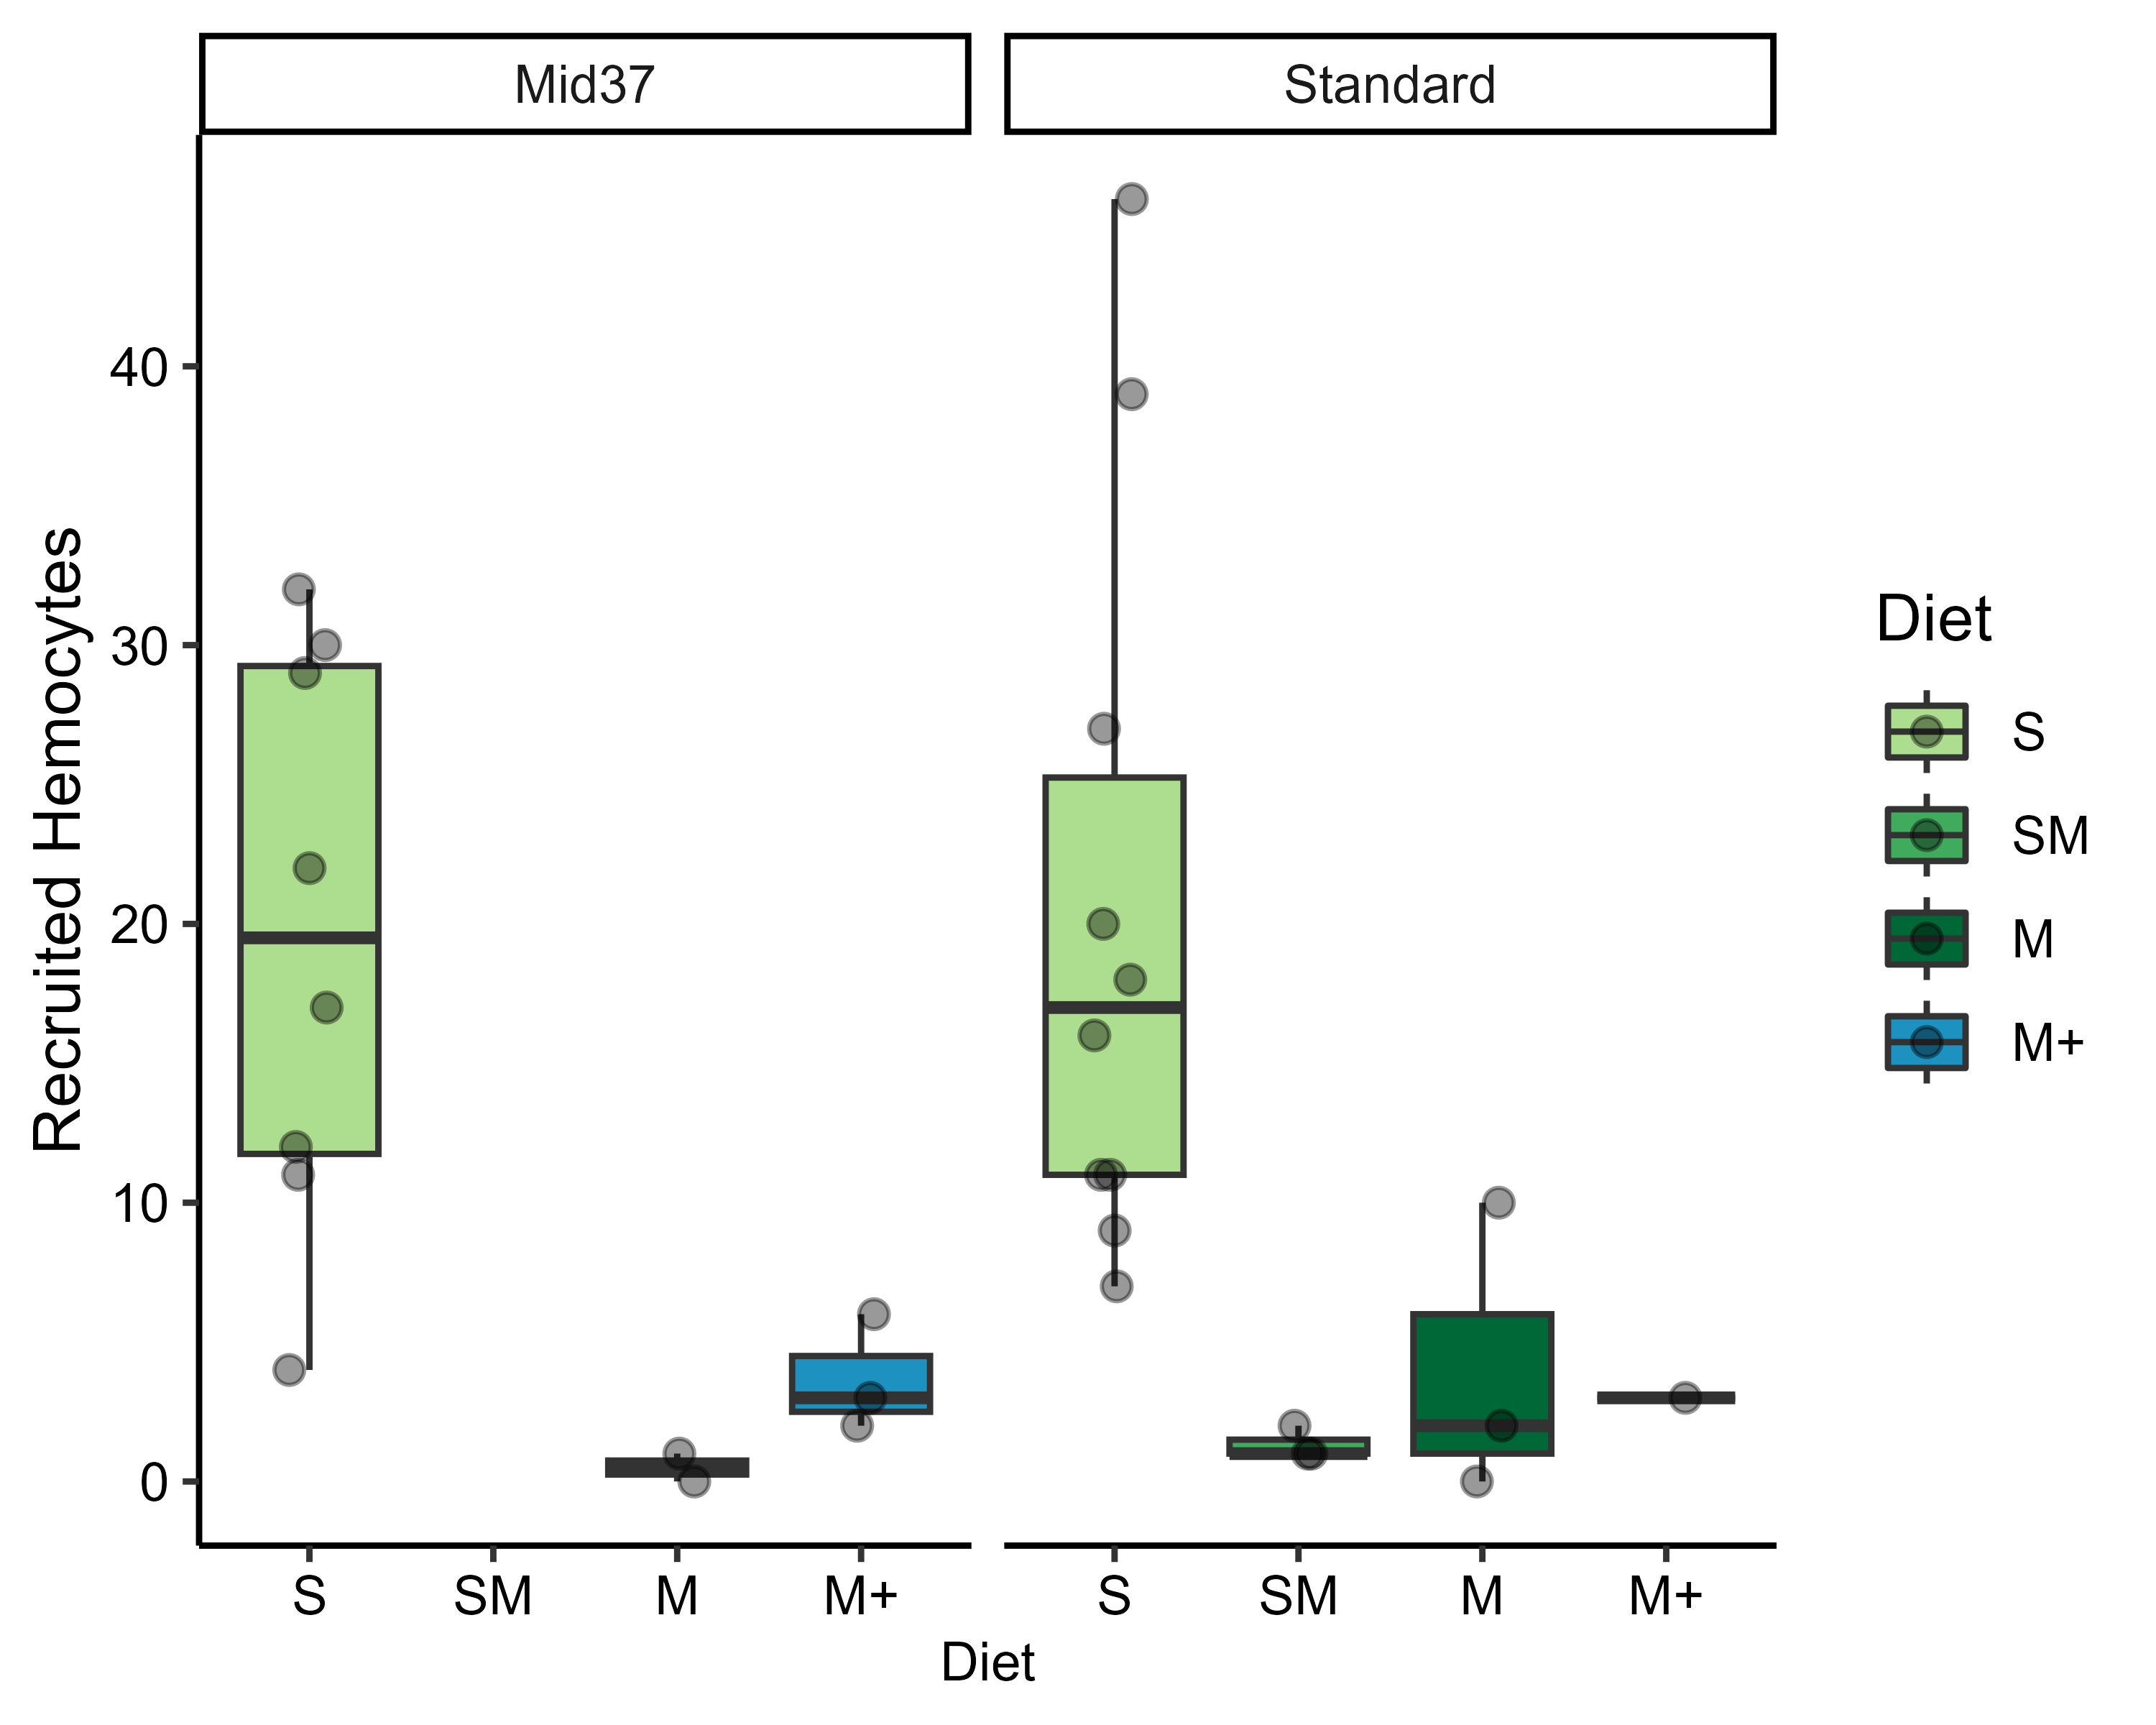 Mid37
Standard
Recruited Hemocytes
40
30
20
10
0
S SM M M+
S SM M M+
Diet
Diet
S
SM
M
M+